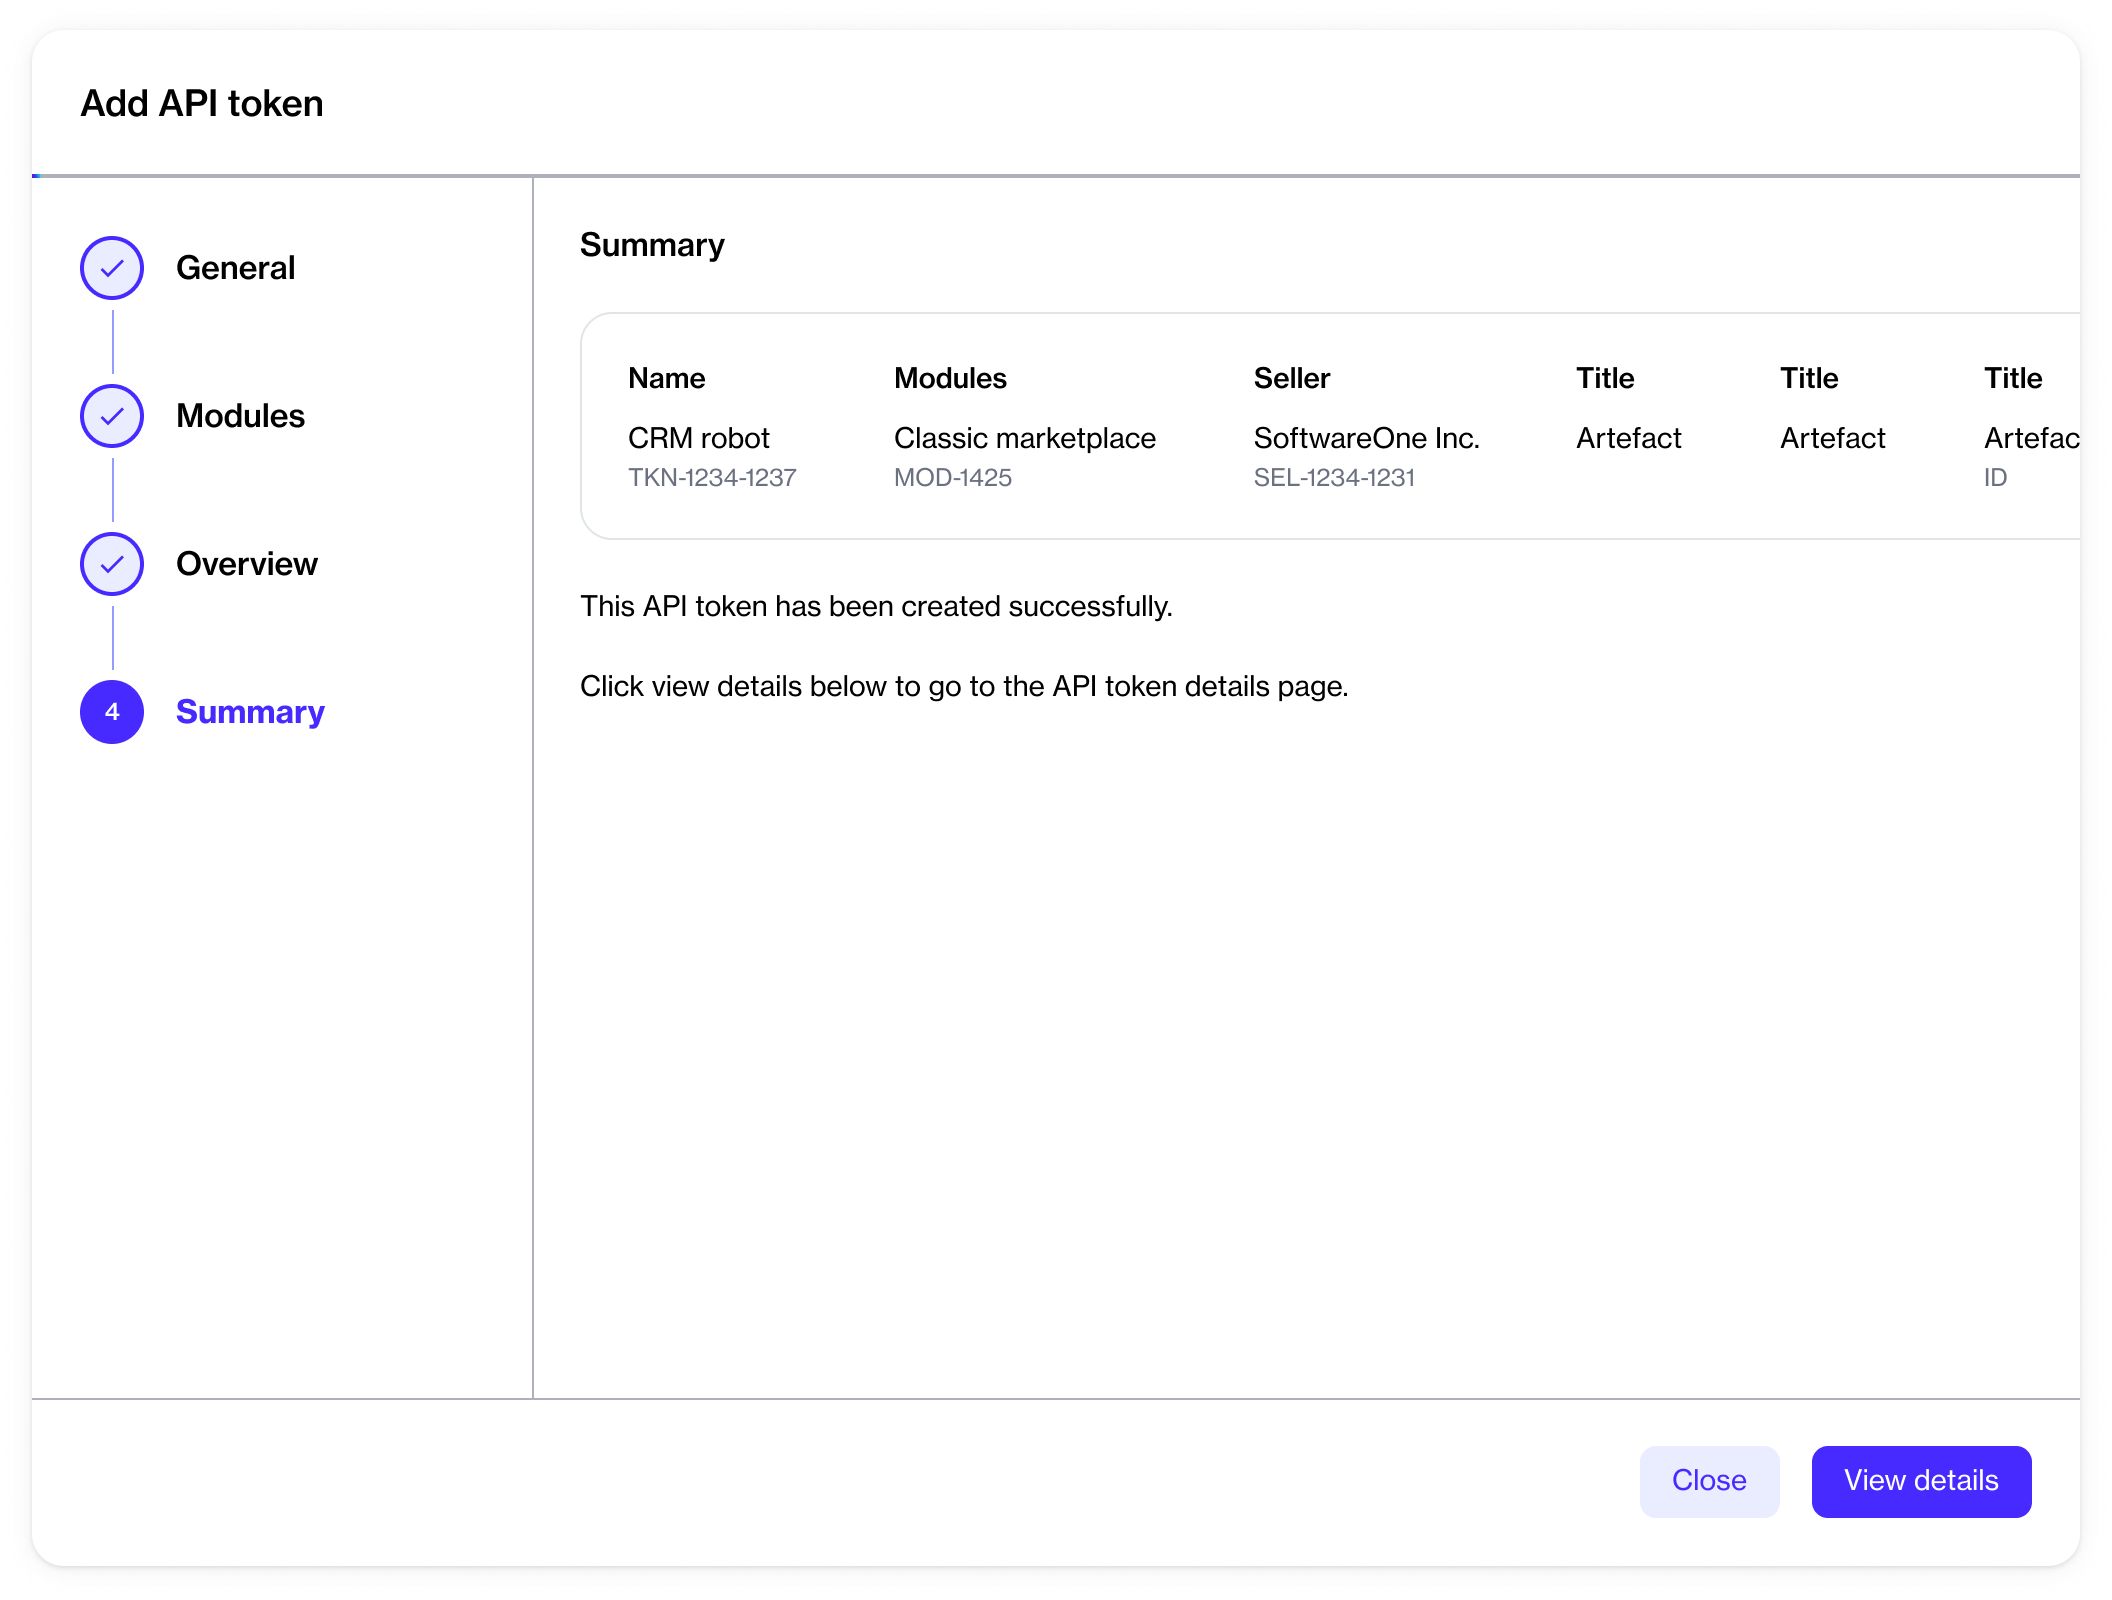 Add API token
General
Modules
Overview
4 Summary
Summary
Name Modules Seller Title Title Title
CRM robot Classic marketplace SoftwareOne Inc. Artefact Artefact Artefac
TKN-1234-1237 MOD-1425 SEL-1234-1231 ID
This API token has been created successfully.
Click view details below to go to the API token details page.
Close View details